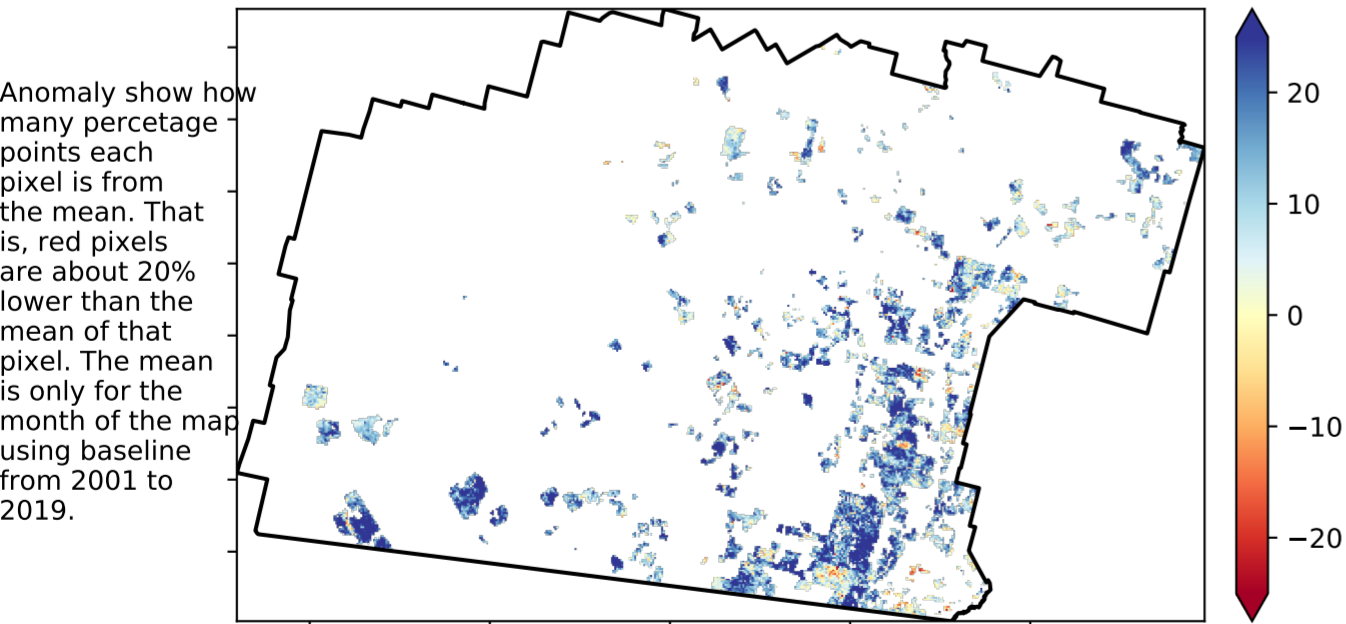 Anomaly show how
many percetage
points each
pixel is from
the mean. That
is, red pixels
are about 20%
lower than the
mean of that
pixel. The mean
is only for the
month of the map
using baseline
from 2001 to
2019.
20
10
0
−10
−20